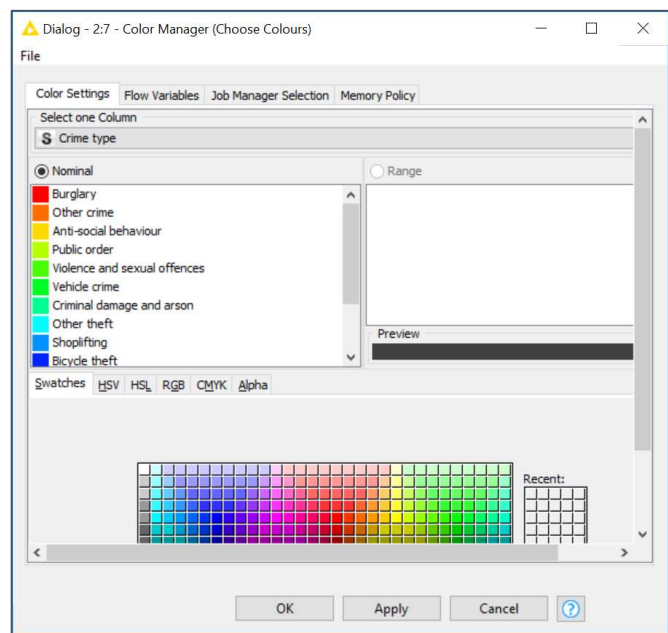 Dialog - 2:7 - Color Manager (Choose Colours)
File
Color Settings Flow Variables Job Manager Selection Memory Policy
Select one Column
S Crime type
Nominal
Range
Burglary
Other crime
Anti-social behaviour
Public order
Violence and sexual offences
Vehicle crime
Criminal damage and arson
Other theft
Shoplifting
Bicycle theft
Preview
Swatches HSV HSL RGB CMYK Alpha
Recent:
OK Apply Cancel ?